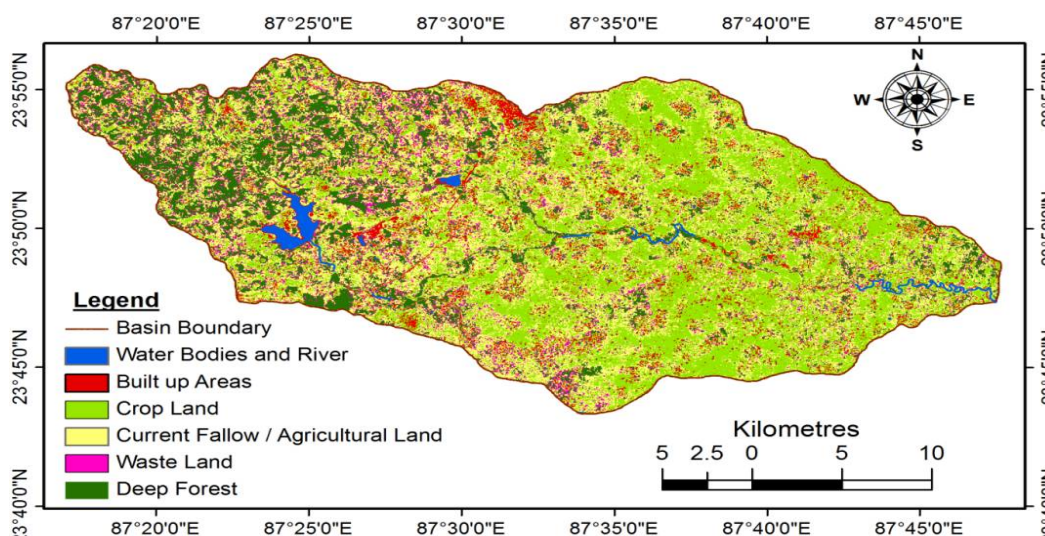 87°20'0"E 87°25'0"E 87°30'0"E 87°35'0"E 87°40'0"E 87°45'0"E
23°55'0"N
23°50'0"N
23°45'0"N
23°40'0"N
N
W E
S
Legend
Basin Boundary
Water Bodies and River
Built up Areas
Crop Land
Current Fallow / Agricultural Land
Waste Land
Deep Forest
Kilometres
5 2.5 0 5 10
87°20'0"E 87°25'0"E 87°30'0"E 87°35'0"E 87°40'0"E 87°45'0"E